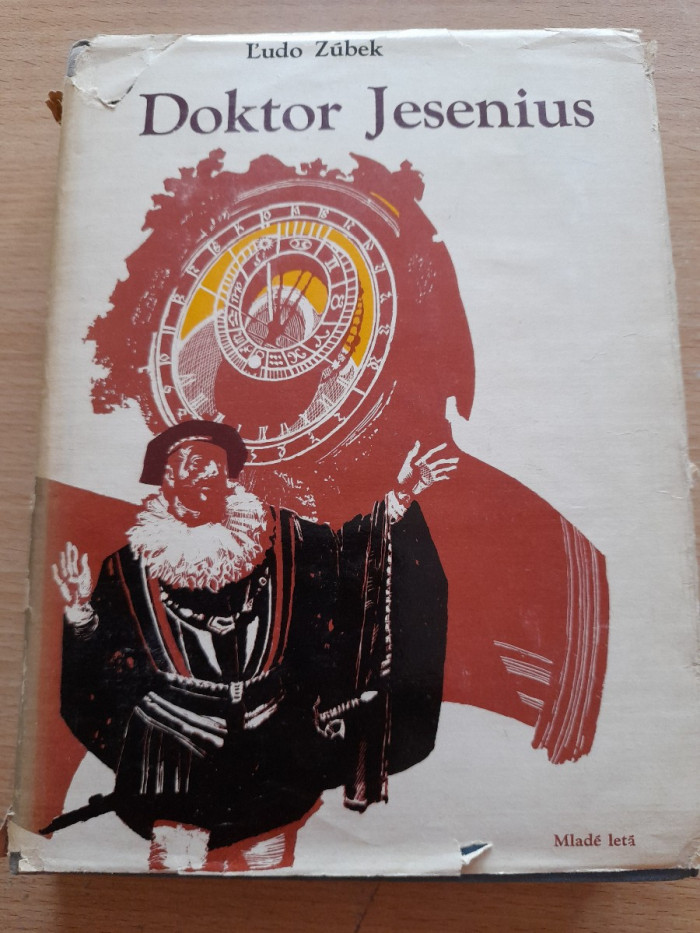 Ľudo Zúbek
Doktor Jesenius
Mladé letá